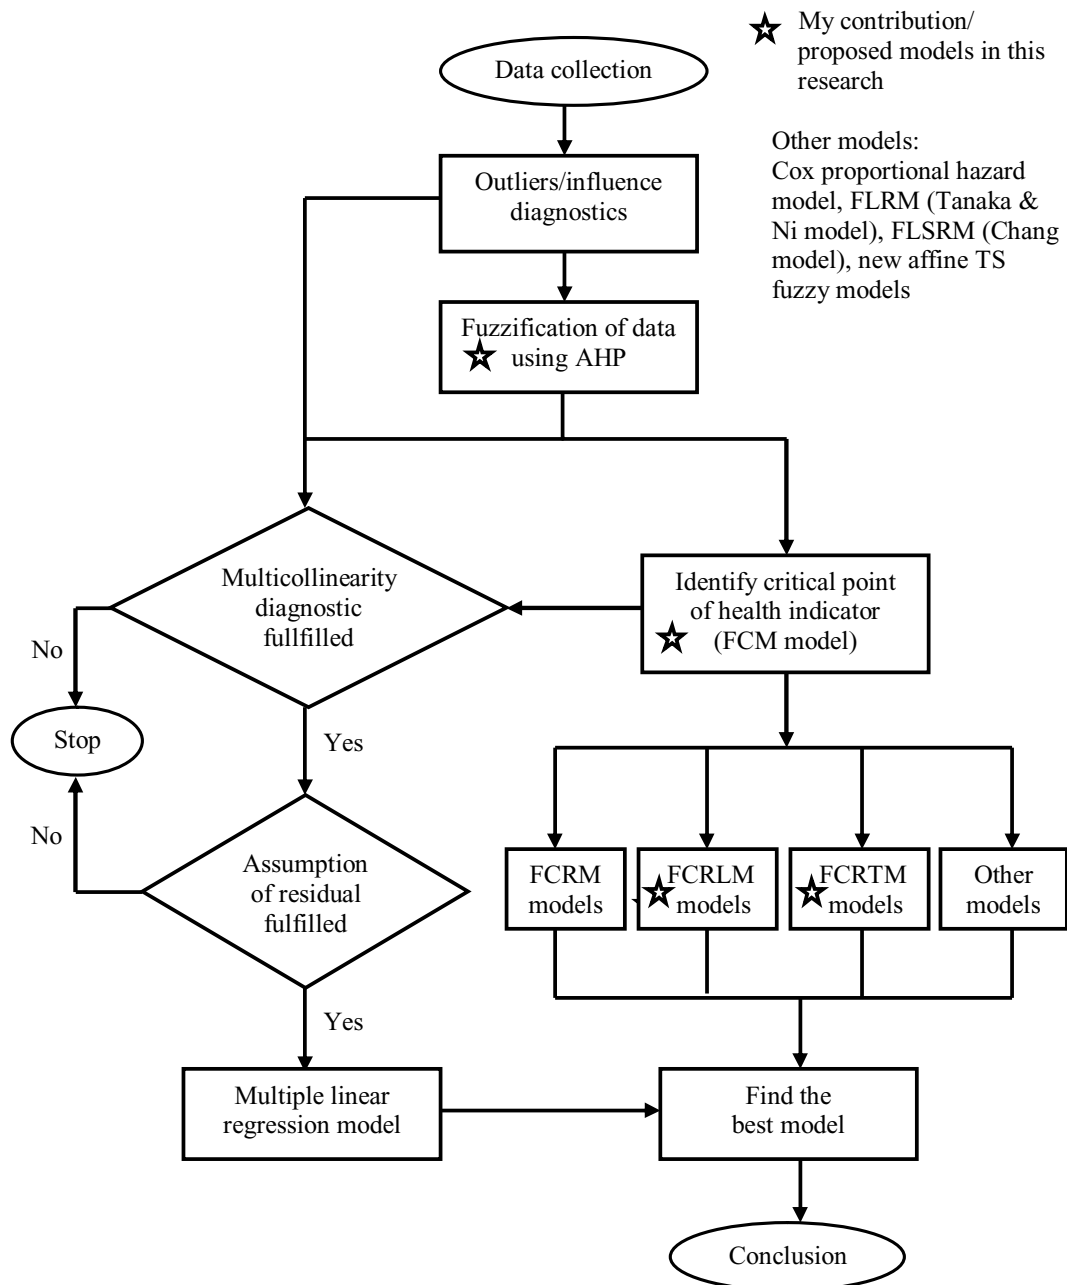 My contribution/
proposed models in this
research
Data collection
Other models:
Cox proportional hazard
model, FLRM (Tanaka &
Ni model), FLSRM (Chang
model), new affine TS
fuzzy models
Outliers/influence
diagnostics
Fuzzification of data
using AHP
Multicollinearity
diagnostic
fullfilled
Identify critical point
of health indicator
(FCM model)
No
Stop
Yes
No
Assumption
of residual
fulfilled
FCRM
models
FCRLM
models
FCRTM
models
Other
models
Yes
Multiple linear
regression model
Find the
best model
Conclusion